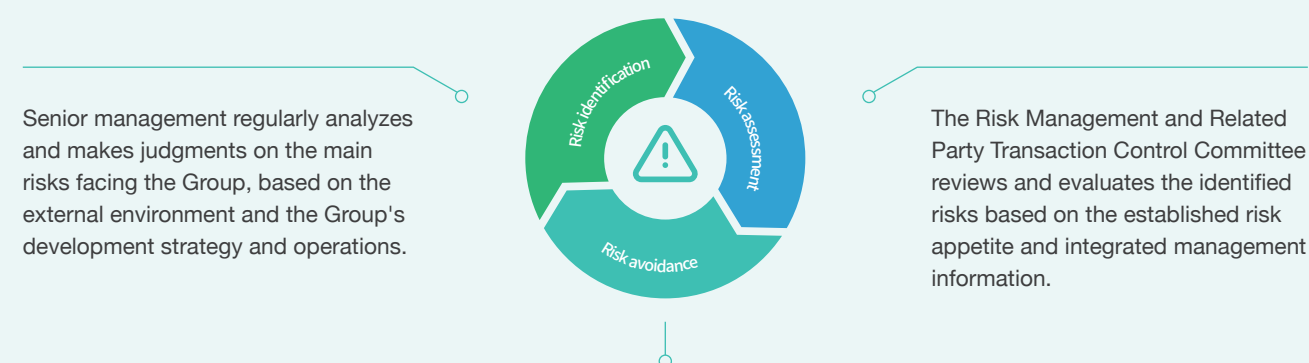 Senior management regularly analyzes
and makes judgments on the main
risks facing the Group, based on the
external environment and the Group's
development strategy and operations.
Risk identification
Risk assessment
Risk avoidance
The Risk Management and Related
Party Transaction Control Committee
reviews and evaluates the identified
risks based on the established risk
appetite and integrated management
information.